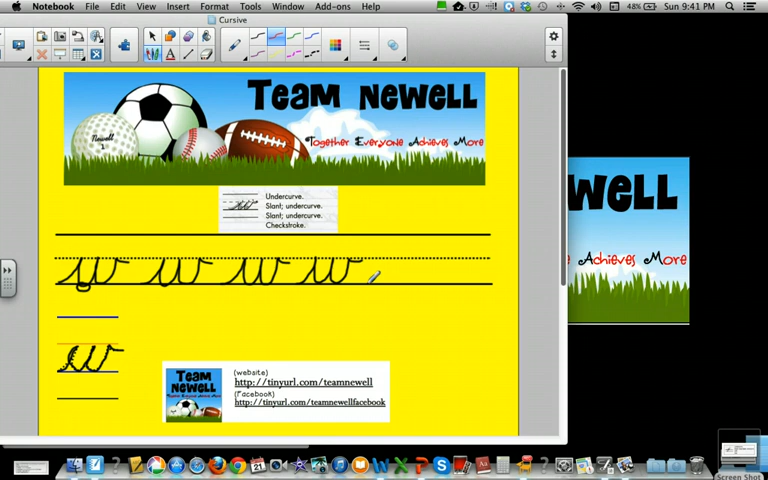 Notebook File Edit View Insert Format Tools Window Add-ons Help 48% Sun 9:41 PM
Cursive
Team Newell
Newell
1
Together Everyone Achieves More
Undercurve.
Slant; undercurve.
Slant; undercurve.
Checkstroke.
w w w w
w
Team Newell
(website)
http://tinyurl.com/teamnewell
(Facebook)
http://tinyurl.com/teamnewellfacebook
well
Achieves More
Screen Shot